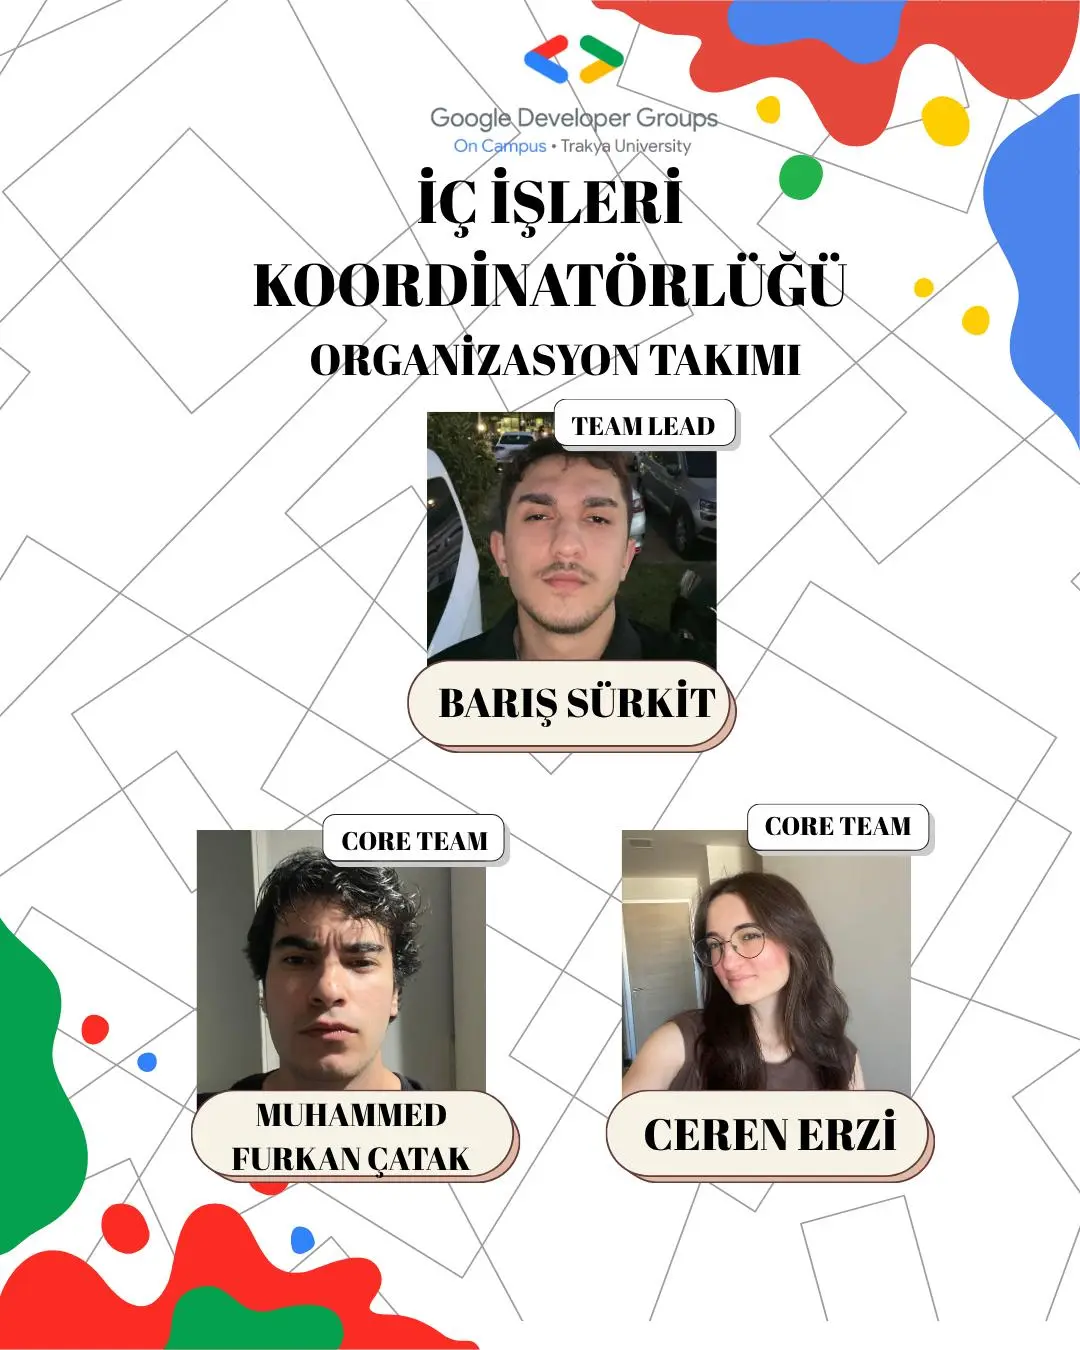 Google Developer Groups
On Campus • Trakya University
İÇ İŞLERİ
KOORDİNATÖRLÜĞÜ
ORGANİZASYON TAKIMI
TEAM LEAD
BARIŞ SÜRKİT
CORE TEAM
MUHAMMED
FURKAN ÇATAK
CORE TEAM
CEREN ERZİ